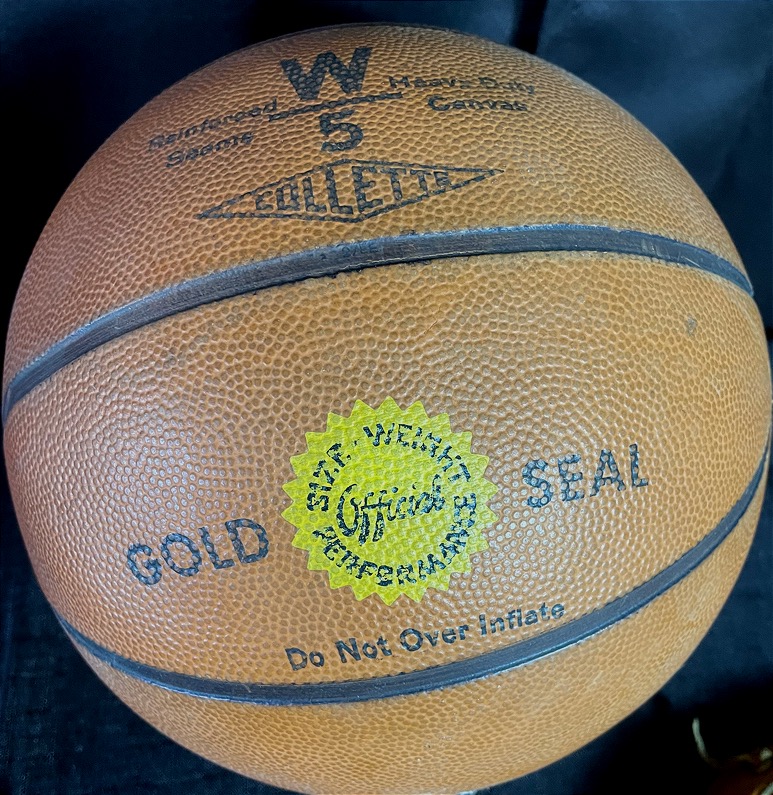 W
Reinforced Heavy Duty
Seams Canvas
5
COLLETTE
GOLD SEAL
SIZE - WEIGHT
Official
PERFORMANCE
Do Not Over Inflate